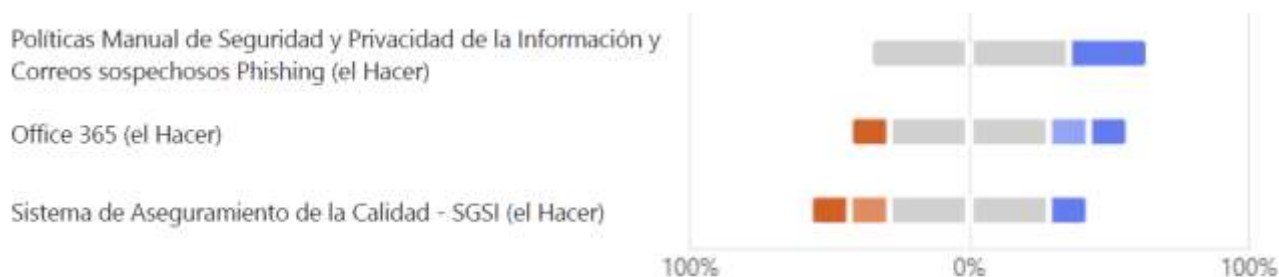 Políticas Manual de Seguridad y Privacidad de la Información y
Correos sospechosos Phishing (el Hacer)
Office 365 (el Hacer)
Sistema de Aseguramiento de la Calidad - SGSI (el Hacer)
100% 0% 100%